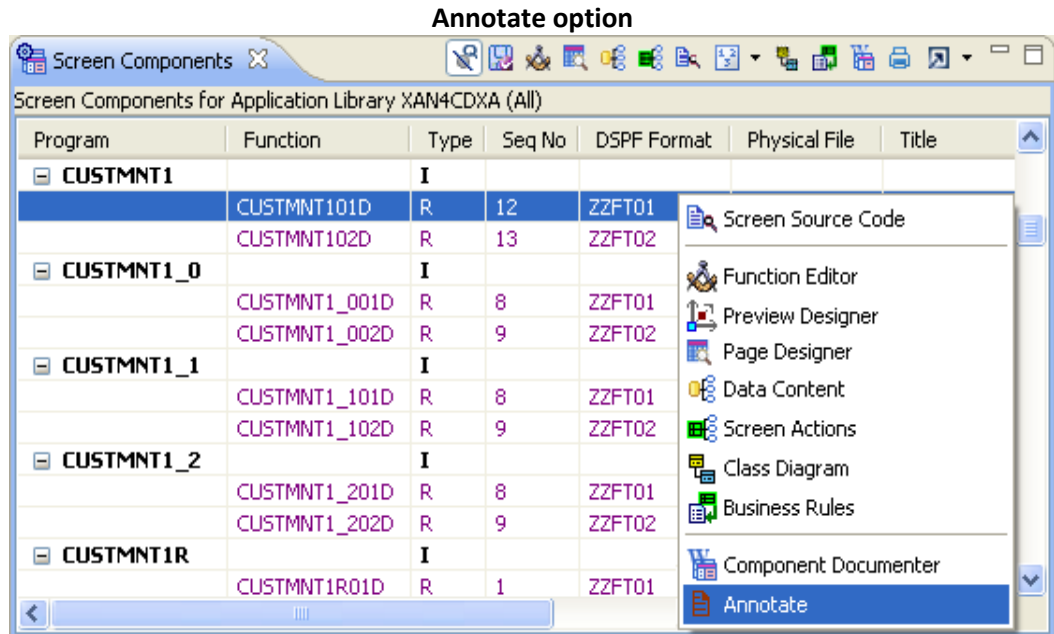 Annotate option
Screen Components
Screen Components for Application Library XAN4CDXA (All)
Program Function Type Seq No DSPF Format Physical File Title
CUSTMNT1 I
CUSTMNT101D R 12 ZZFT01
CUSTMNT102D R 13 ZZFT02
CUSTMNT1_0 I
CUSTMNT1_001D R 8 ZZFT01
CUSTMNT1_002D R 9 ZZFT02
CUSTMNT1_1 I
CUSTMNT1_101D R 8 ZZFT01
CUSTMNT1_102D R 9 ZZFT02
CUSTMNT1_2 I
CUSTMNT1_201D R 8 ZZFT01
CUSTMNT1_202D R 9 ZZFT02
CUSTMNT1R I
CUSTMNT1R01D R 1 ZZFT01
Screen Source Code
Function Editor
Preview Designer
Page Designer
Data Content
Screen Actions
Class Diagram
Business Rules
Component Documenter
Annotate